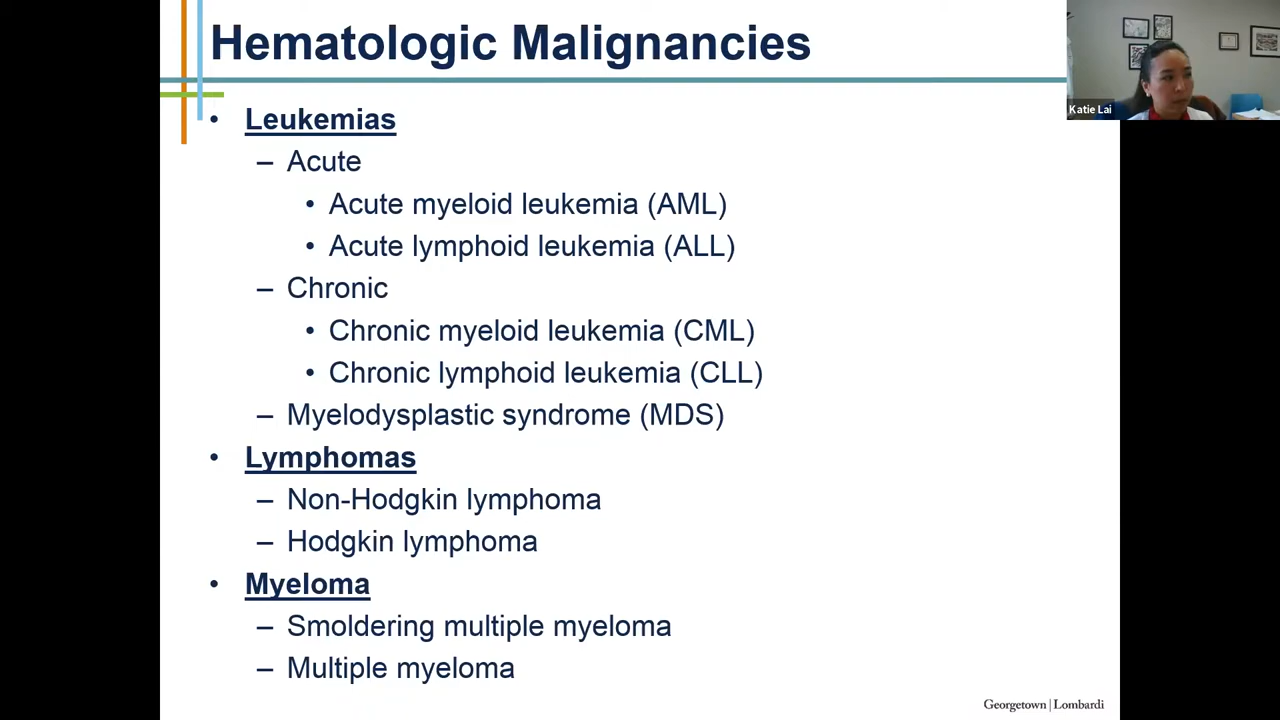 Hematologic Malignancies
Katie Lai
• Leukemias
– Acute
• Acute myeloid leukemia (AML)
• Acute lymphoid leukemia (ALL)
– Chronic
• Chronic myeloid leukemia (CML)
• Chronic lymphoid leukemia (CLL)
– Myelodysplastic syndrome (MDS)
• Lymphomas
– Non-Hodgkin lymphoma
– Hodgkin lymphoma
• Myeloma
– Smoldering multiple myeloma
– Multiple myeloma
Georgetown | Lombardi